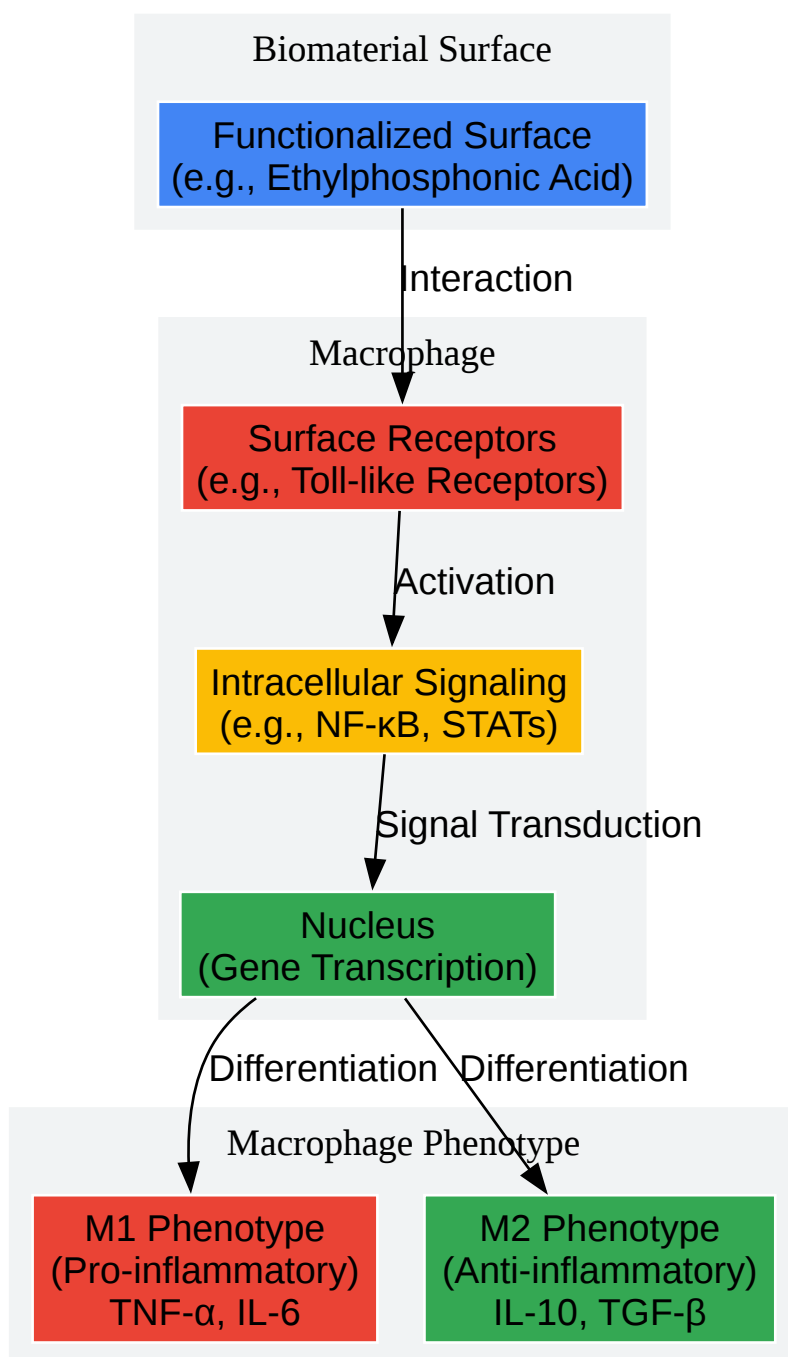 Biomaterial Surface
Functionalized Surface
(e.g., Ethylphosphonic Acid)
Interaction
Macrophage
Surface Receptors
(e.g., Toll-like Receptors)
Activation
Intracellular Signaling
(e.g., NF-κB, STATs)
Signal Transduction
Nucleus
(Gene Transcription)
Differentiation
Differentiation
Macrophage Phenotype
M1 Phenotype
(Pro-inflammatory)
TNF-α, IL-6
M2 Phenotype
(Anti-inflammatory)
IL-10, TGF-β